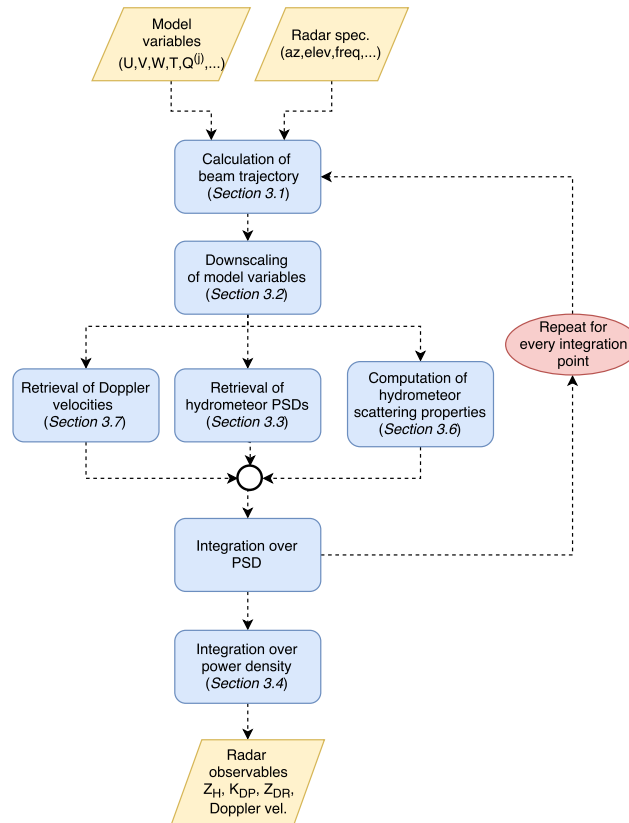 Model
variables
(U,V,W,T,Q^(j),...)
Radar spec.
(az,elev,freq,...)
Calculation of
beam trajectory
(Section 3.1)
Downscaling
of model variables
(Section 3.2)
Repeat for
every integration
point
Retrieval of Doppler
velocities
(Section 3.7)
Retrieval of
hydrometeor PSDs
(Section 3.3)
Computation of
hydrometeor
scattering properties
(Section 3.6)
Integration over
PSD
Integration over
power density
(Section 3.4)
Radar
observables
Z_H, K_DP, Z_DR,
Doppler vel.